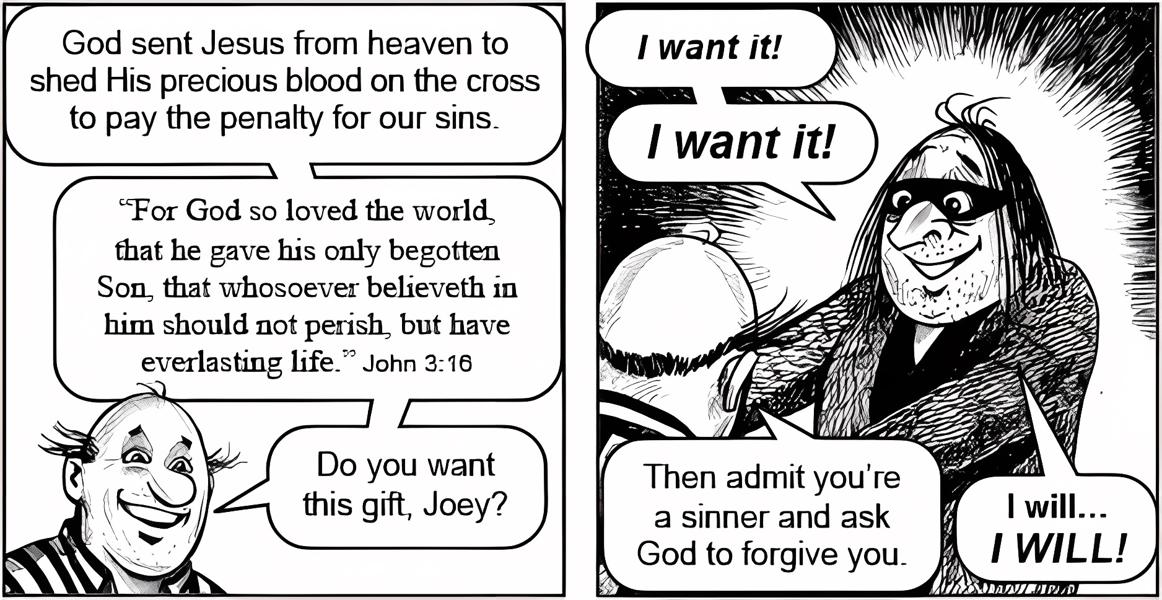 God sent Jesus from heaven to
shed His precious blood on the cross
to pay the penalty for our sins.
“For God so loved the world,
that he gave his only begotten
Son, that whosoever believeth in
him should not perish, but have
everlasting life.” John 3:16
Do you want
this gift, Joey?
I want it!
I want it!
Then admit you're
a sinner and ask
God to forgive you.
I will...
I WILL!